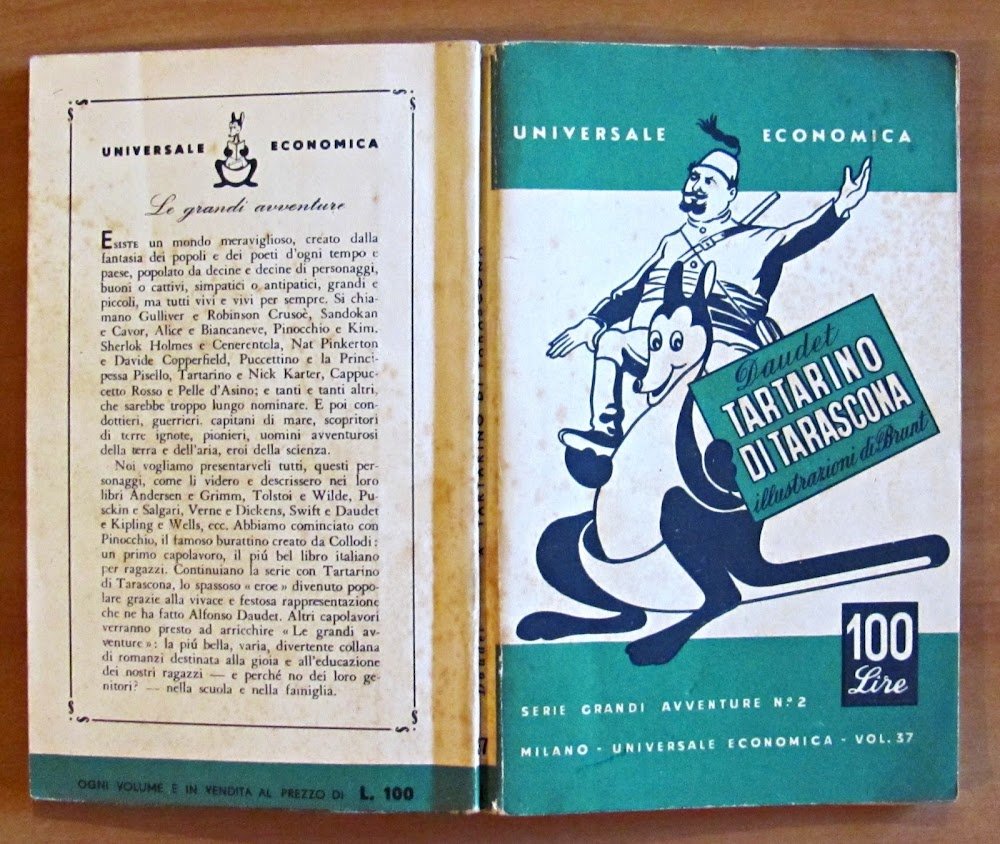 UNIVERSALE ECONOMICA
Le grandi avventure
ESISTE un mondo meraviglioso, creato dalla
fantasia dei popoli e dei poeti d'ogni tempo e
paese, popolato da decine e decine di personaggi,
buoni o cattivi, simpatici o antipatici, grandi e
piccoli, ma tutti vivi e vivi per sempre. Si chia-
mano Gulliver e Robinson Crusoè, Sandokan
e Cavor, Alice e Biancaneve, Pinocchio e Kim.
Sherlok Holmes e Cenerentola, Nat Pinkerton
e Davide Copperfield, Puccettino e la Princi-
pessa Pisello, Tartarino e Nick Karter, Cappuc-
cetto Rosso e Pelle d'Asino; e tanti e tanti altri,
che sarebbe troppo lungo nominare. E poi con-
dottieri, guerrieri, capitani di mare, scopritori
di terre ignote, pionieri, uomini avventurosi
della terra e dell'aria, eroi della scienza.
Noi vogliamo presentarveli tutti, questi per-
sonaggi, come li videro e descrissero nei loro
libri Andersen e Grimm, Tolstoi e Wilde, Pu-
sckin e Salgari, Verne e Dickens, Swift e Daudet
e Kipling e Wells, ecc. Abbiamo cominciato con
Pinocchio, il famoso burattino creato da Collodi:
un primo capolavoro, il piú bel libro italiano
per ragazzi. Continuiamo la serie con Tartarino
di Tarascona, lo spassoso «eroe» divenuto popo-
lare grazie alla vivace e festosa rappresentazione
che ne ha fatto Alfonso Daudet. Altri capolavori
verranno presto ad arricchire «Le grandi av-
venture»: la piú bella, varia, divertente collana
di romanzi destinata alla gioia e all'educazione
dei nostri ragazzi — e perché no dei loro ge-
nitori? — nella scuola e nella famiglia.
OGNI VOLUME È IN VENDITA AL PREZZO DI L. 100
TARTARINO DI TARASCONA
37
UNIVERSALE ECONOMICA
Daudet
TARTARINO
DI TARASCONA
illustrazioni di Brunt
100
Lire
SERIE GRANDI AVVENTURE N.º 2
MILANO - UNIVERSALE ECONOMICA - VOL. 37